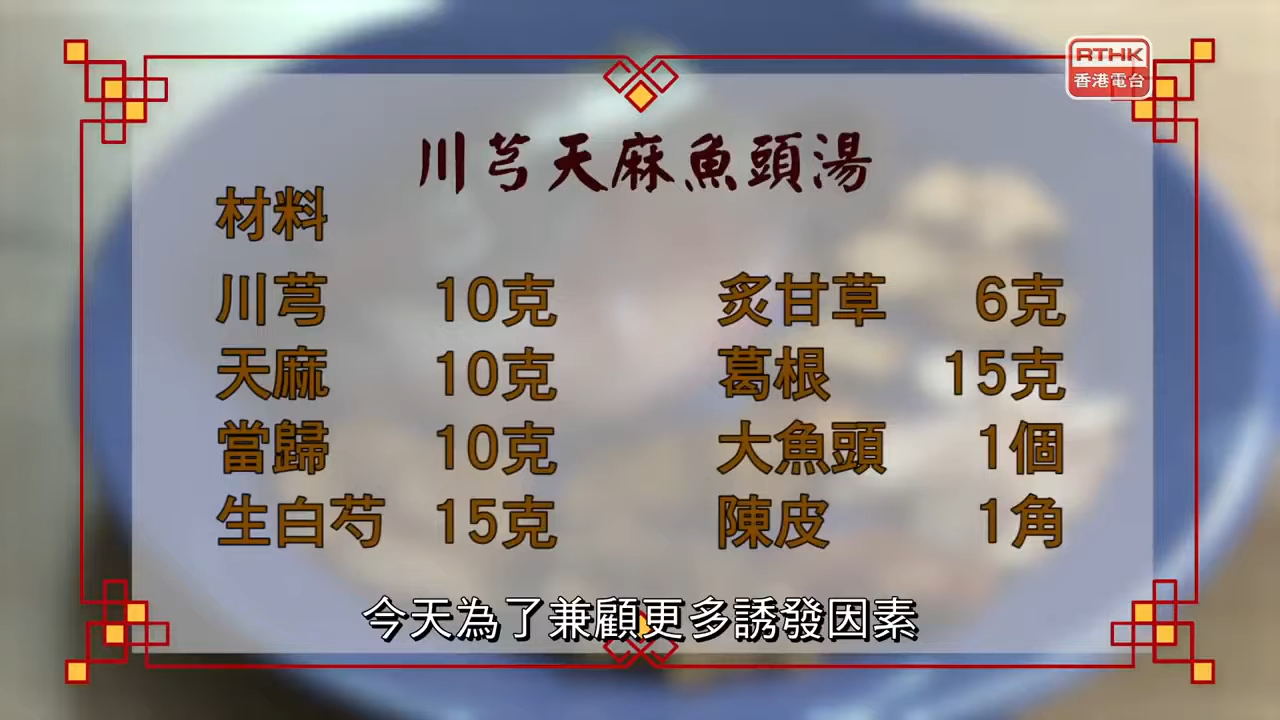 RTHK
香港電台
川芎天麻魚頭湯
材料
川芎 10克 炙甘草 6克
天麻 10克 葛根 15克
當歸 10克 大魚頭 1個
生白芍 15克 陳皮 1角
今天為了兼顧更多誘發因素